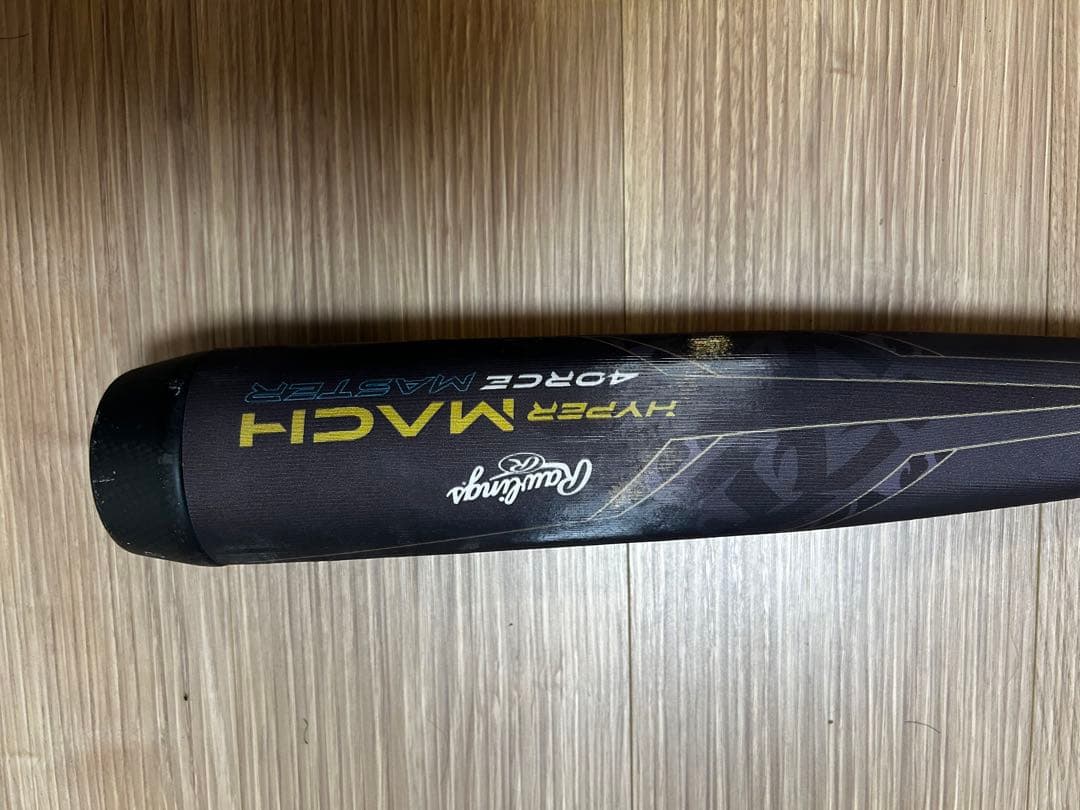 Rawlings
HYPER MACH
4ORCE MASTER